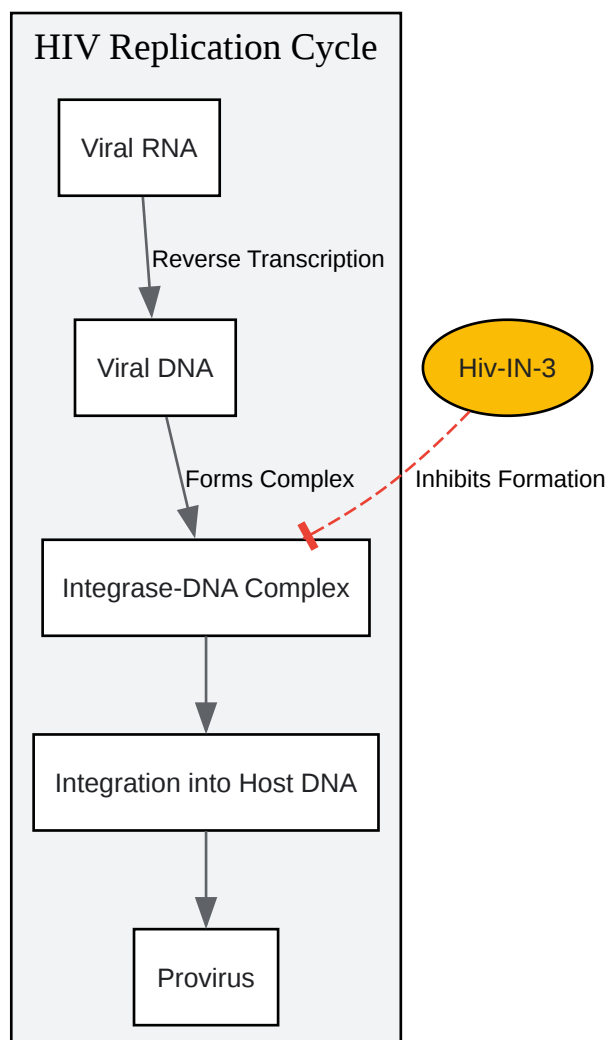 HIV Replication Cycle
Viral RNA
Reverse Transcription
Viral DNA
Hiv-IN-3
Forms Complex
Inhibits Formation
Integrase-DNA Complex
Integration into Host DNA
Provirus